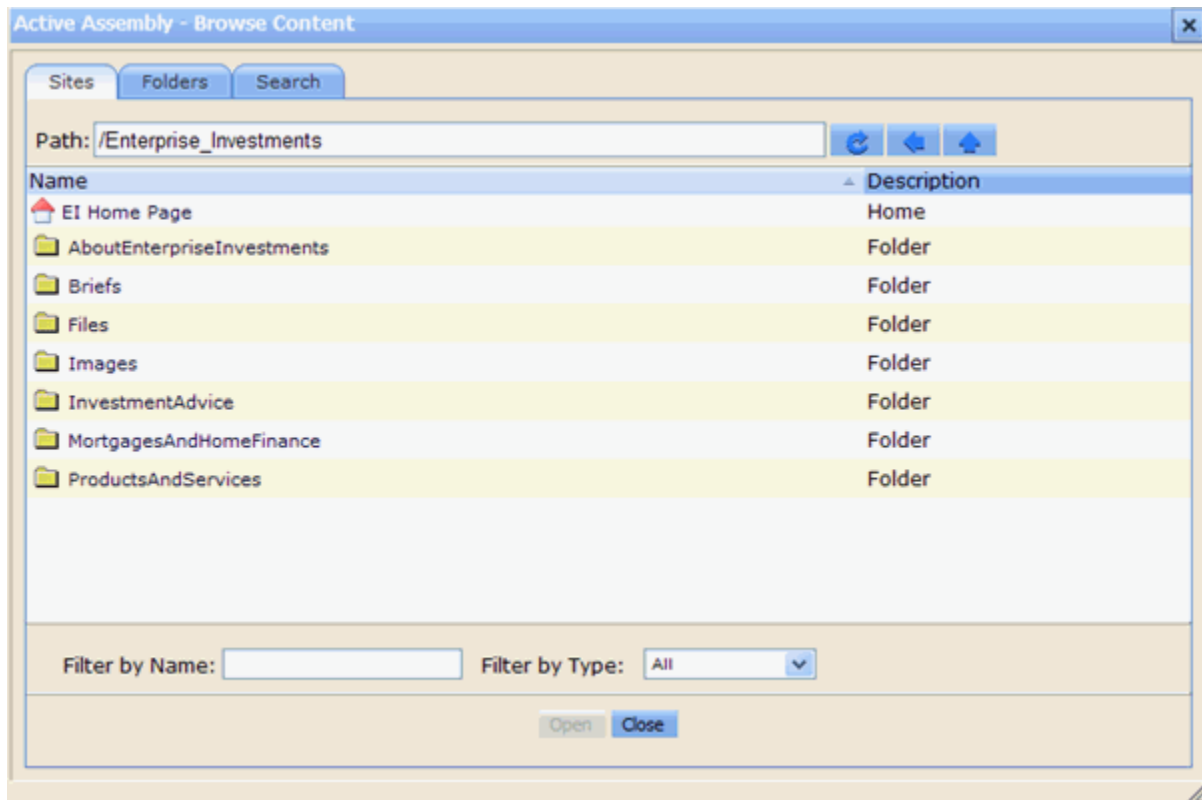 Active Assembly - Browse Content
Sites Folders Search
Path: /Enterprise_Investments
Name Description
EI Home Page Home
AboutEnterpriseInvestments Folder
Briefs Folder
Files Folder
Images Folder
InvestmentAdvice Folder
MortgagesAndHomeFinance Folder
ProductsAndServices Folder
Filter by Name: Filter by Type: All
Open Close